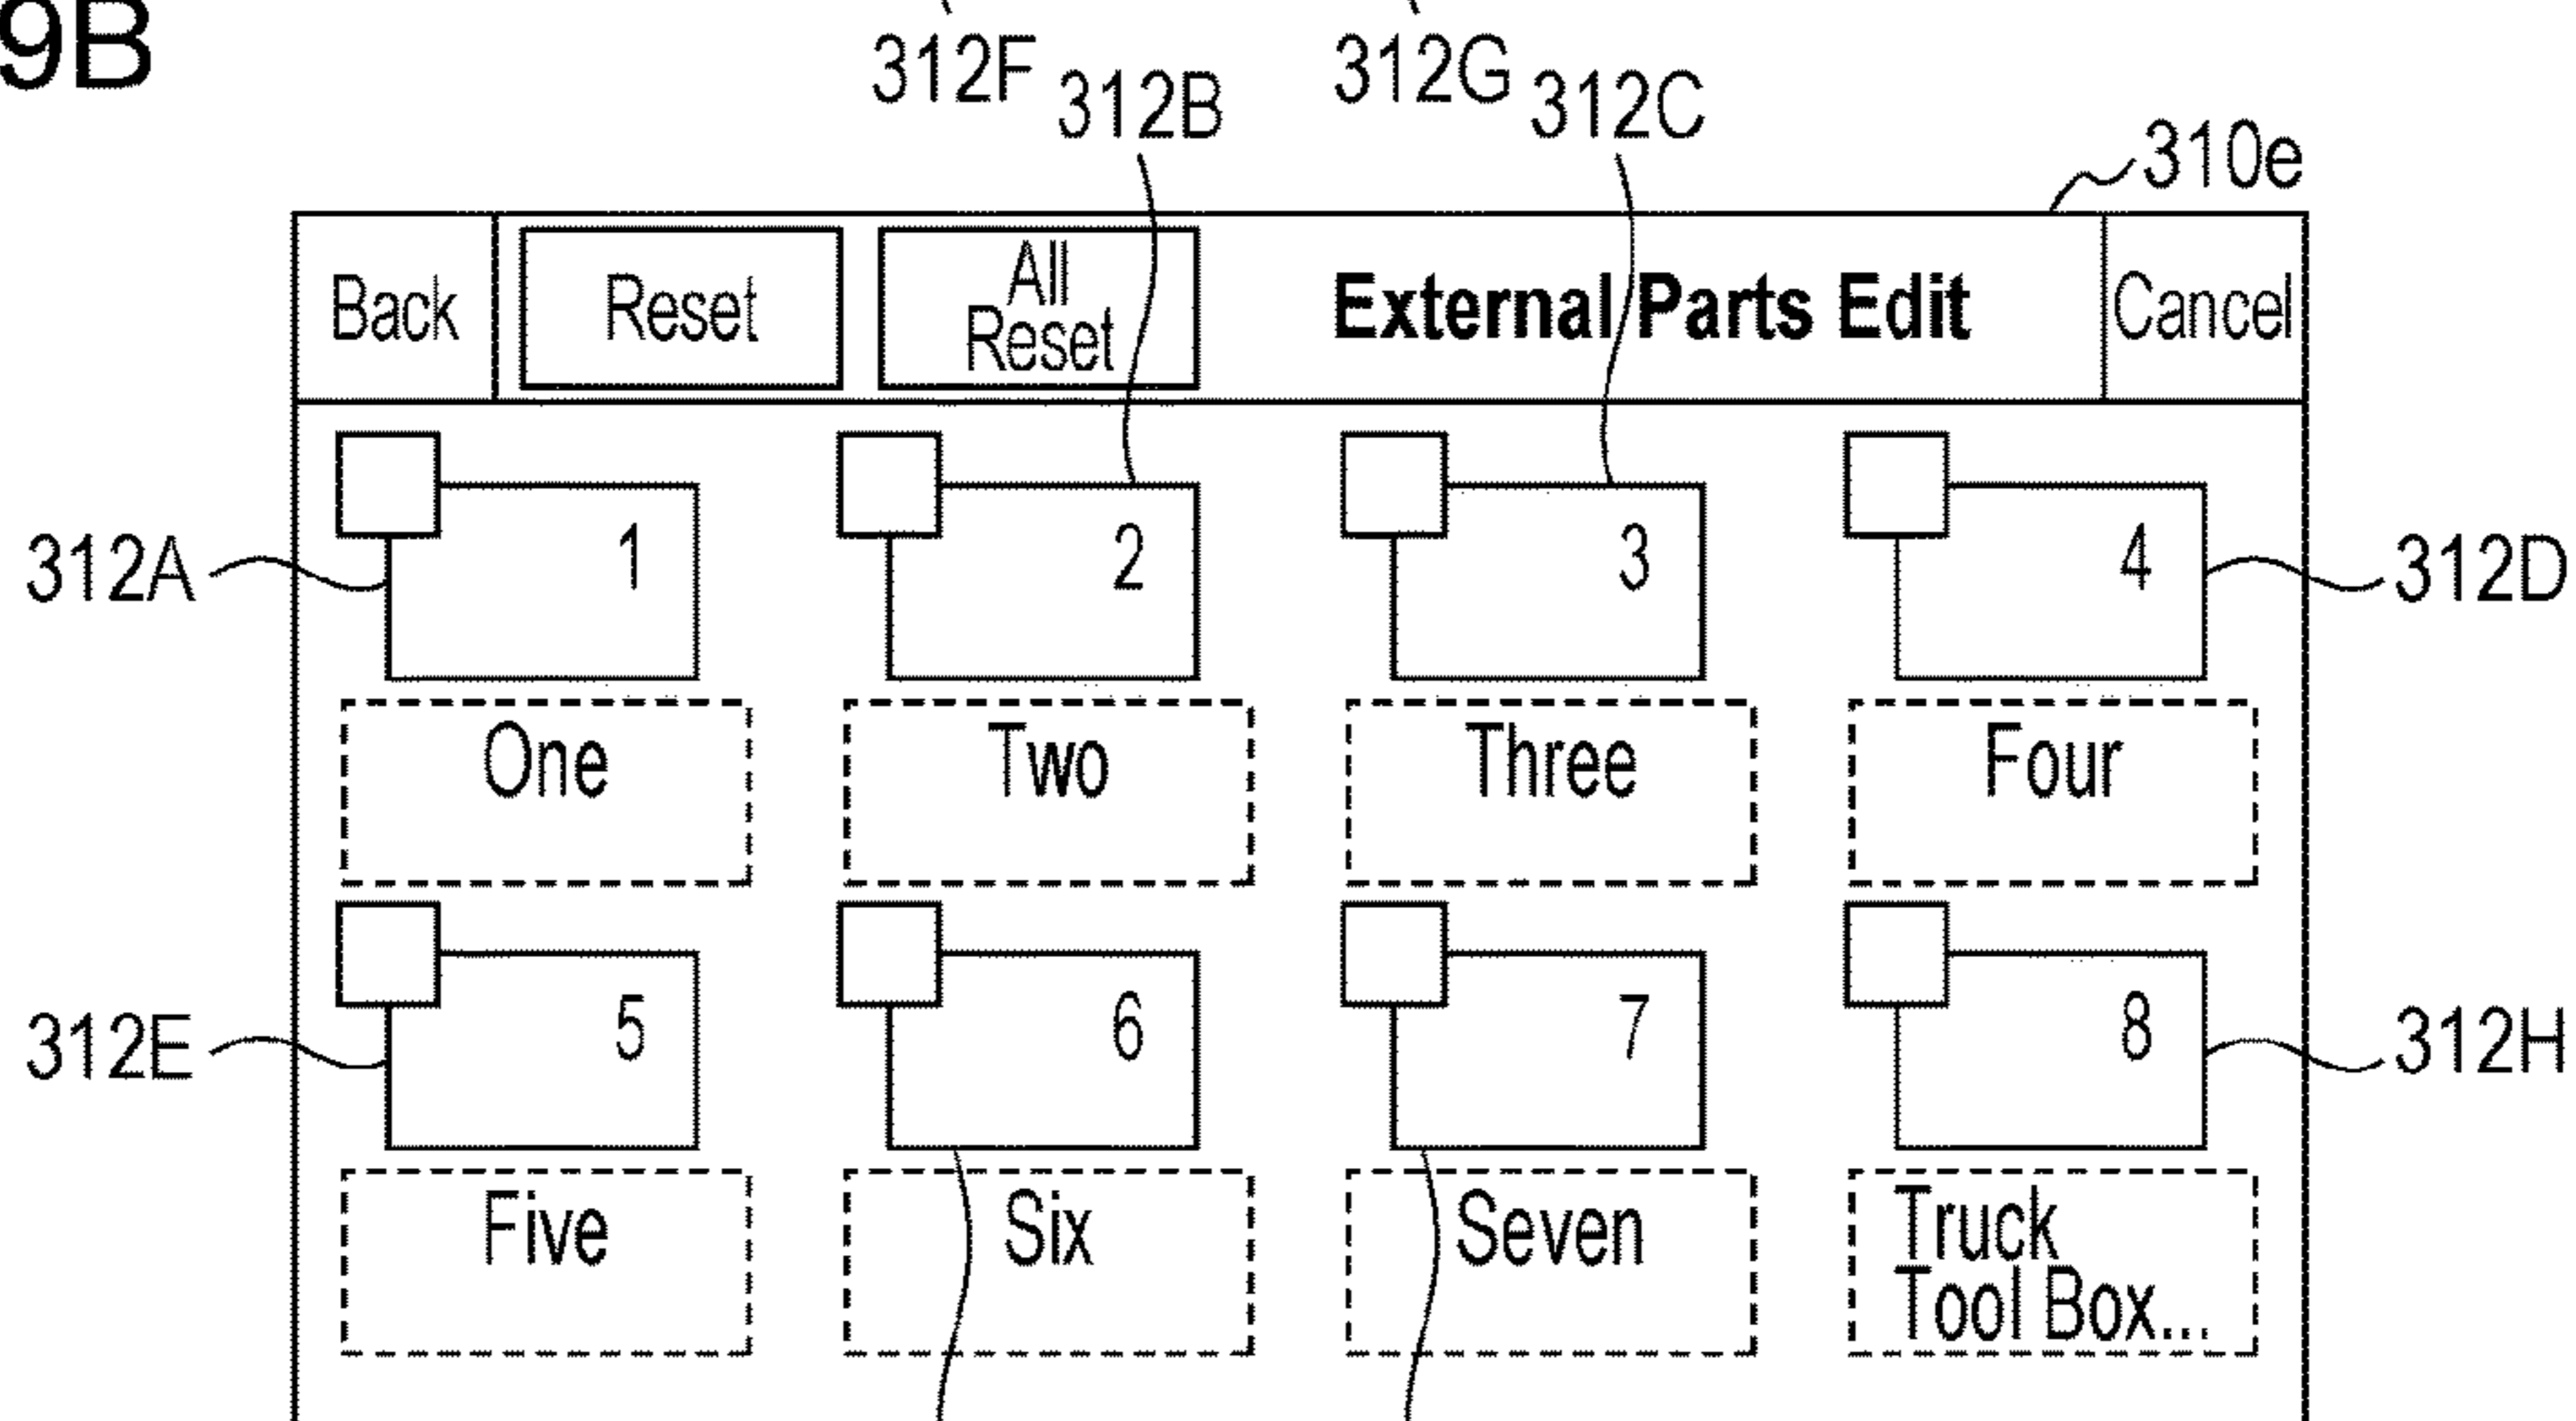 9B
312F
312G
312B
312C
310e
Back
Reset
All
Reset
External Parts Edit
Cancel
312A
1
2
3
4
312D
One
Two
Three
Four
312E
5
6
7
8
312H
Five
Six
Seven
Truck
Tool Box...